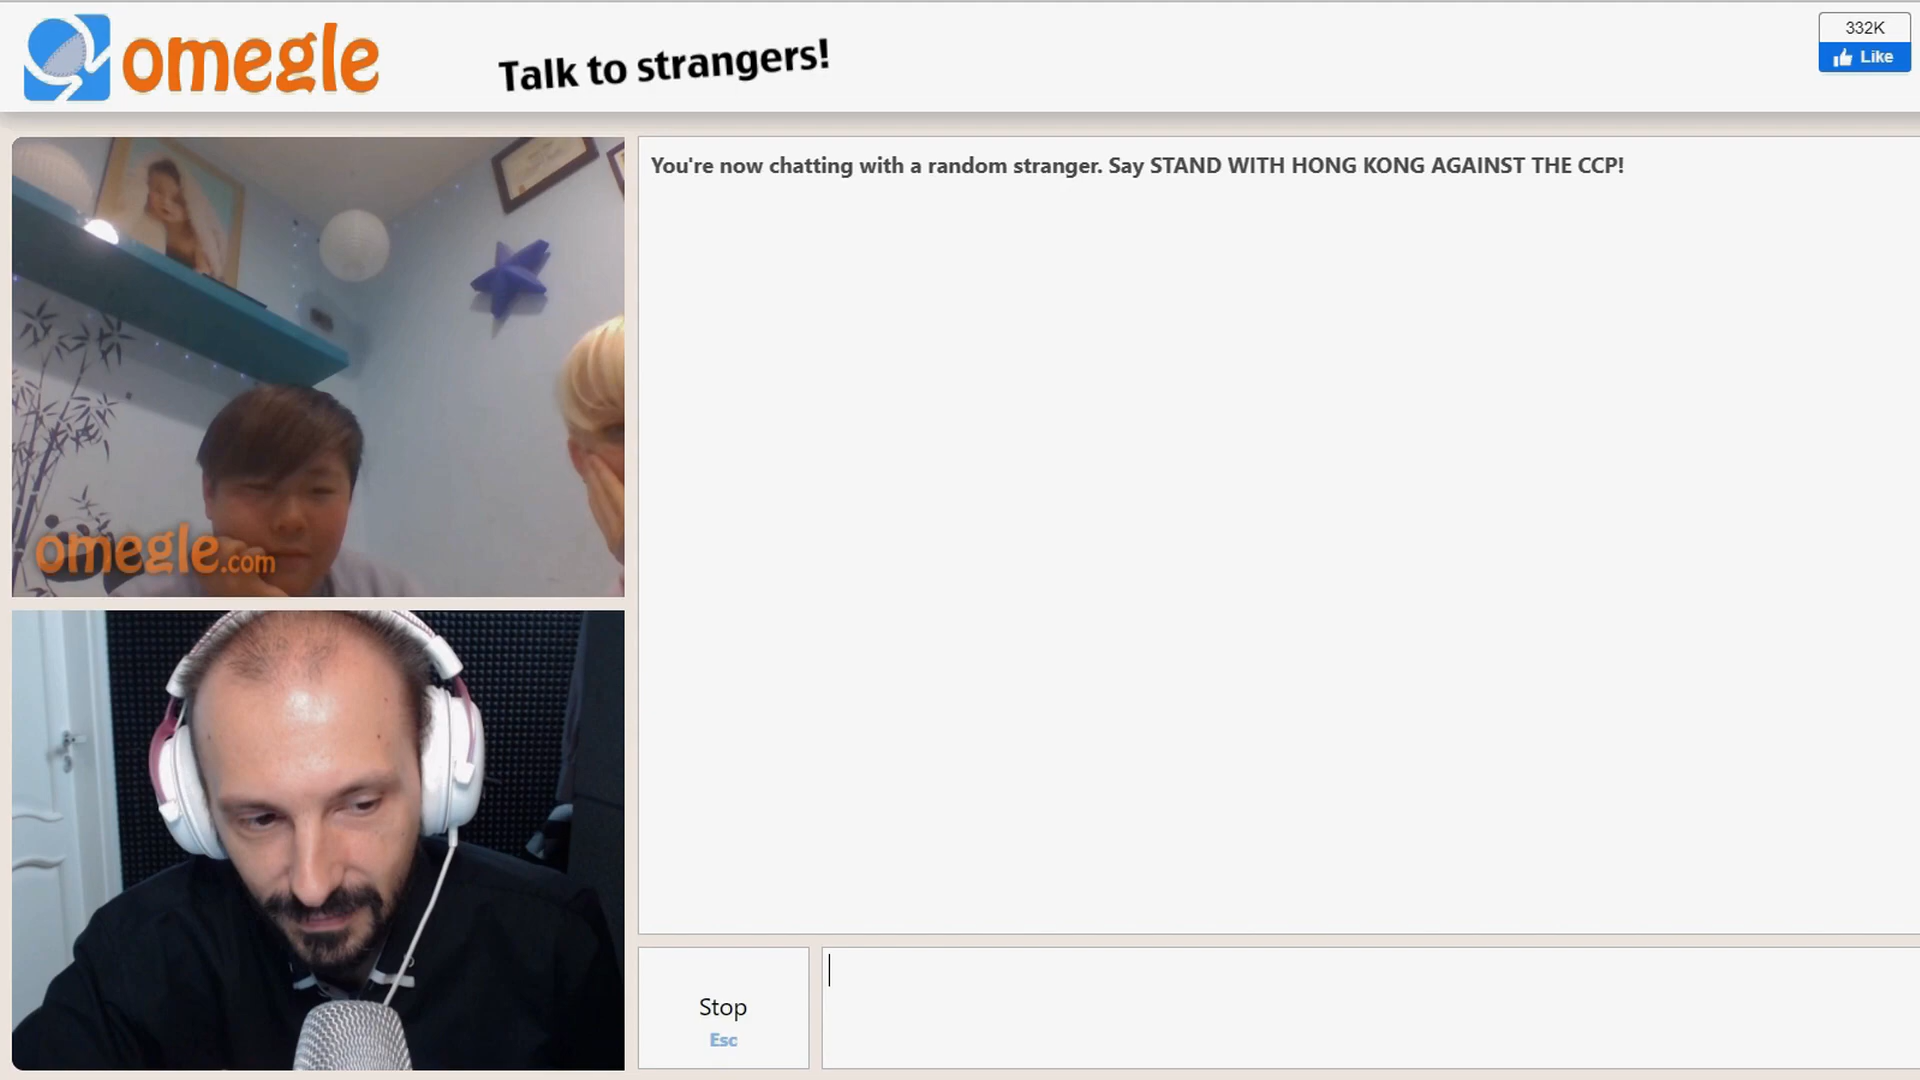 omegle
Talk to strangers!
332K
Like
You're now chatting with a random stranger. Say STAND WITH HONG KONG AGAINST THE CCP!
omegle.com
Stop
Esc